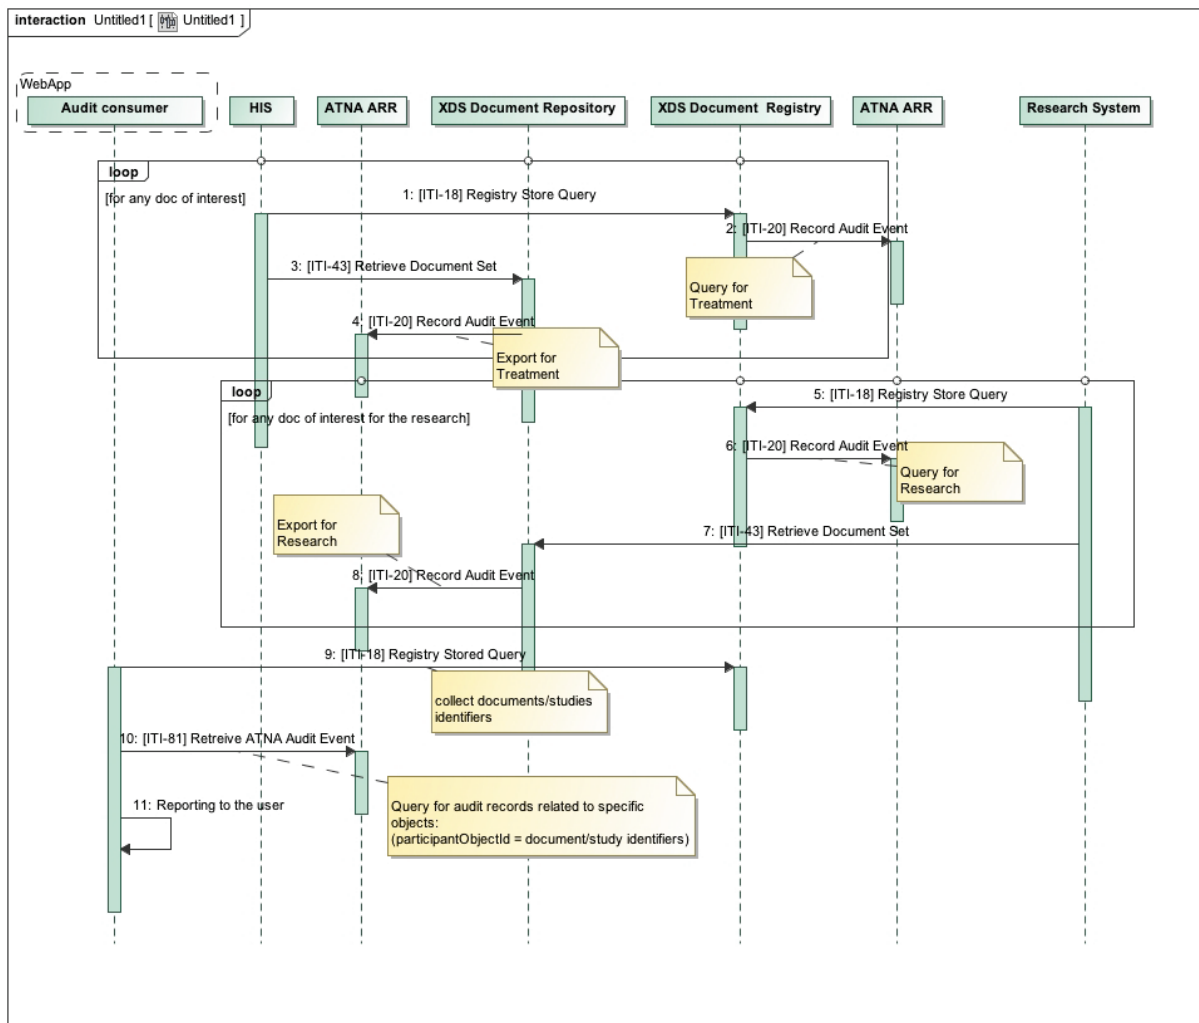 interaction Untitled1 [ Untitled1 ]
WebApp
Audit consumer
HIS
ATNA ARR
XDS Document Repository
XDS Document  Registry
ATNA ARR
Research System
loop
[for any doc of interest]
1: [ITI-18] Registry Store Query
2: [ITI-20] Record Audit Event
3: [ITI-43] Retrieve Document Set
Query for
Treatment
4: [ITI-20] Record Audit Event
Export for
Treatment
loop
[for any doc of interest for the research]
5: [ITI-18] Registry Store Query
6: [ITI-20] Record Audit Event
Query for
Research
Export for
Research
7: [ITI-43] Retrieve Document Set
8: [ITI-20] Record Audit Event
9: [ITI-18] Registry Stored Query
collect documents/studies
identifiers
10: [ITI-81] Retreive ATNA Audit Event
11: Reporting to the user
Query for audit records related to specific
objects:
(participantObjectId = document/study identifiers)